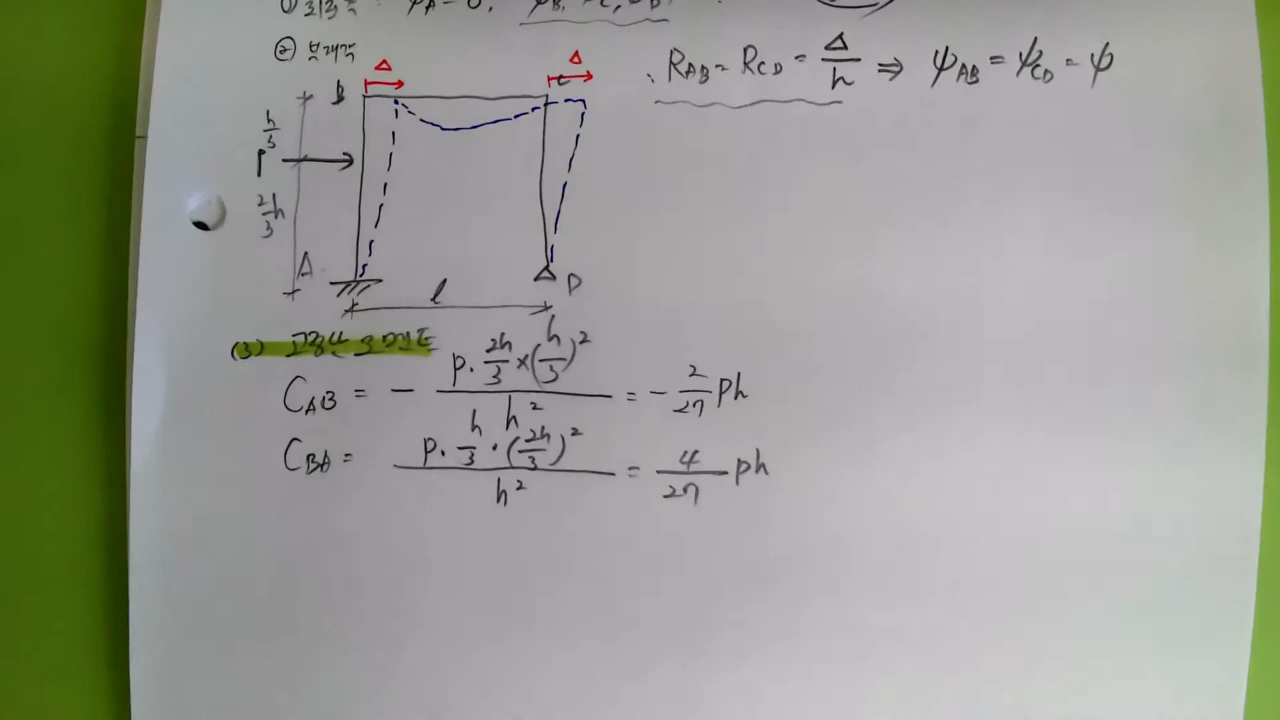 ② 부재각
R_AB = R_CD = Δ/h ⇒ ψ_AB = ψ_CD = ψ
Δ
Δ
B
C
h/3
P
2h/3
A
D
l
(3) 고정단 모멘트
C_AB = - P·2h/3×(h/3)²/h² = - 2/27 Ph
C_BA = P·h/3·(2h/3)²/h² = 4/27 Ph